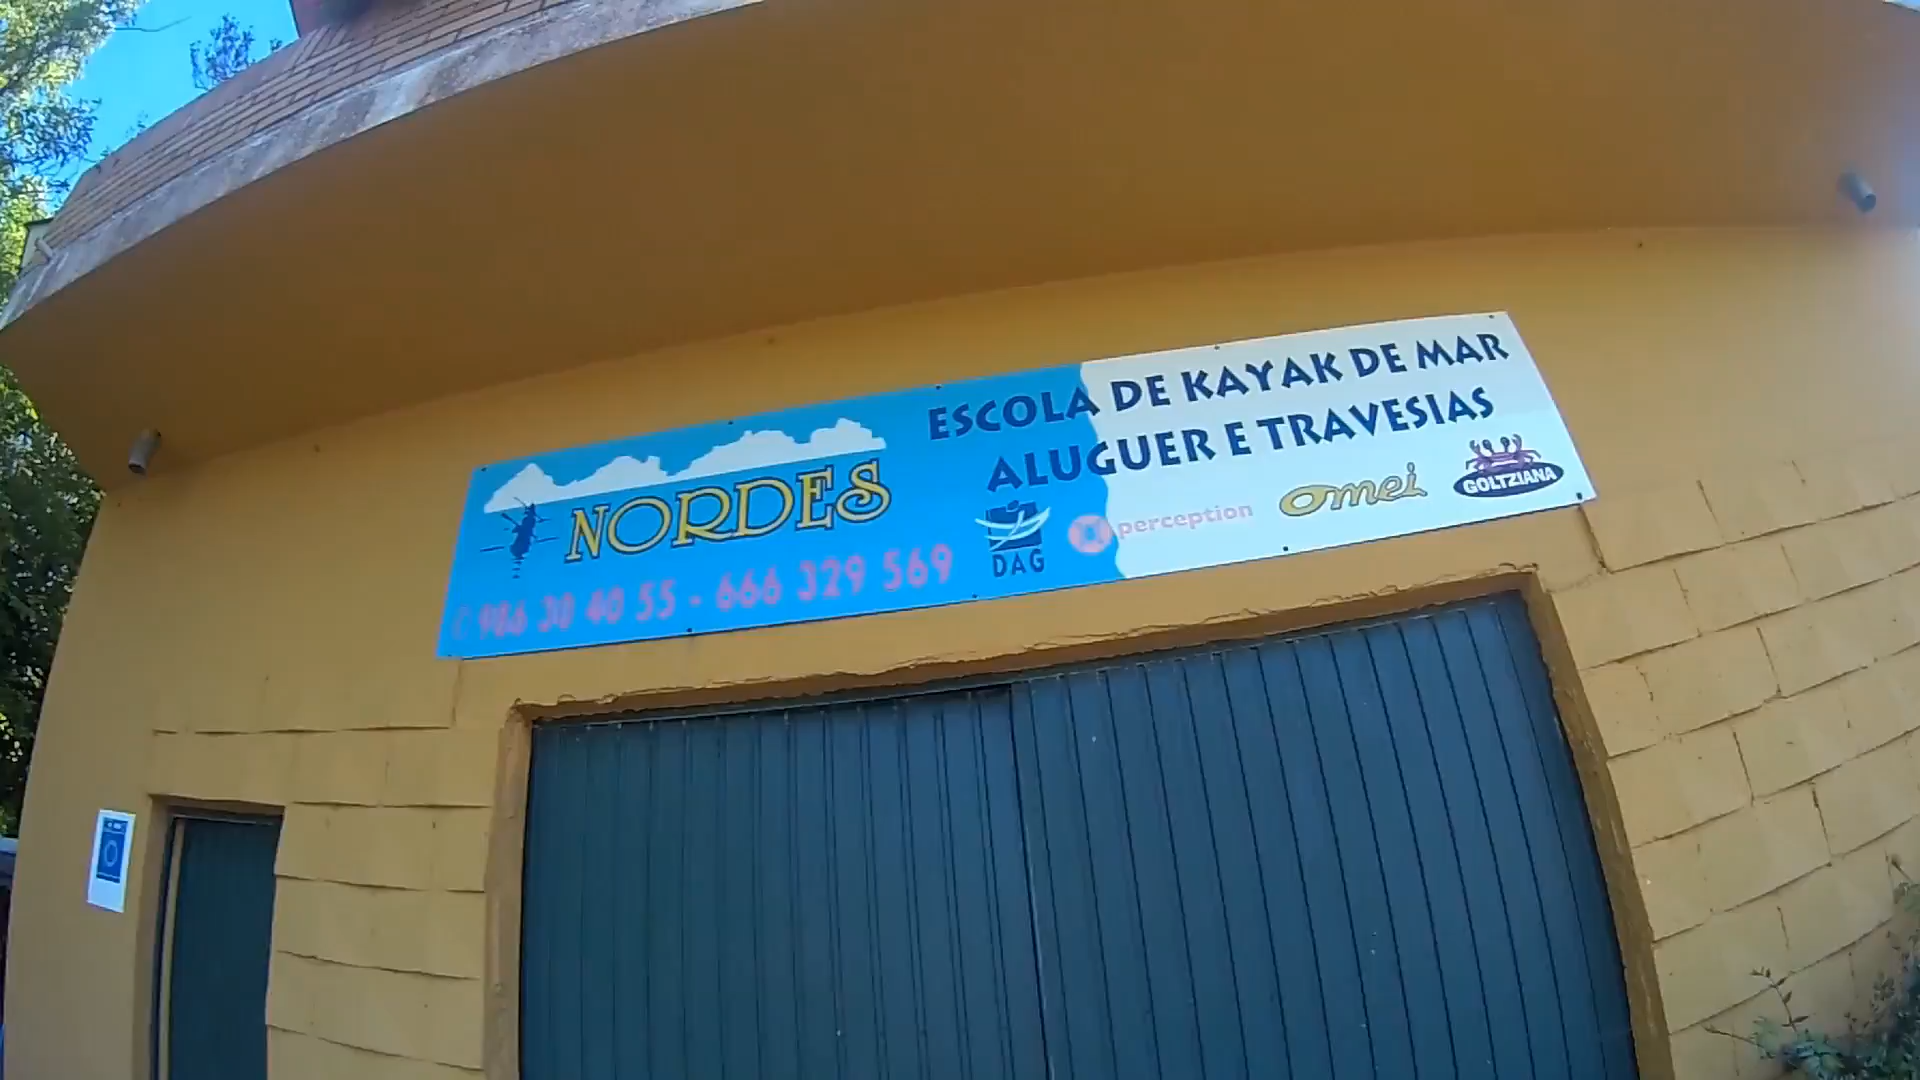 NORDES
986 30 40 55 - 666 329 569
ESCOLA DE KAYAK DE MAR
ALUGUER E TRAVESIAS
DAG
perception
omei
GOLTZIANA